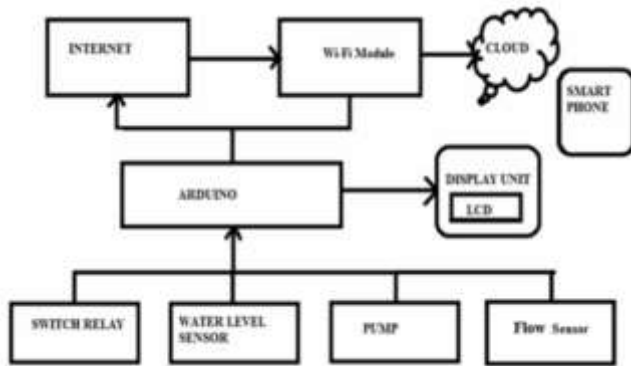 INTERNET
Wi-Fi Module
CLOUD
SMART
PHONE
ARDUINO
DISPLAY UNIT
LCD
SWITCH RELAY
WATER LEVEL
SENSOR
PUMP
Flow Sensor